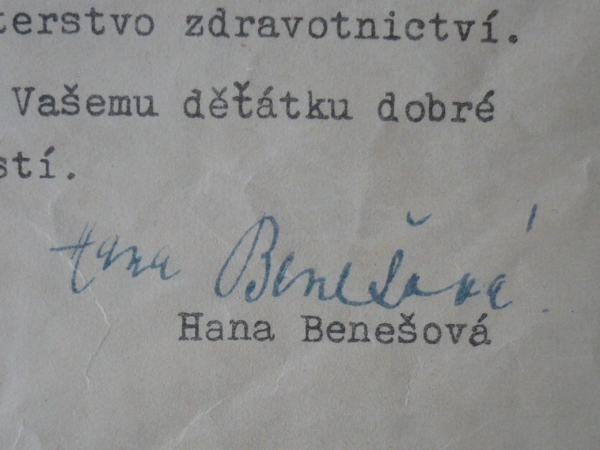 terstvo zdravotnictví.
Vašemu děťátku dobré
stí.
Hana Benešová
Hana Benešová